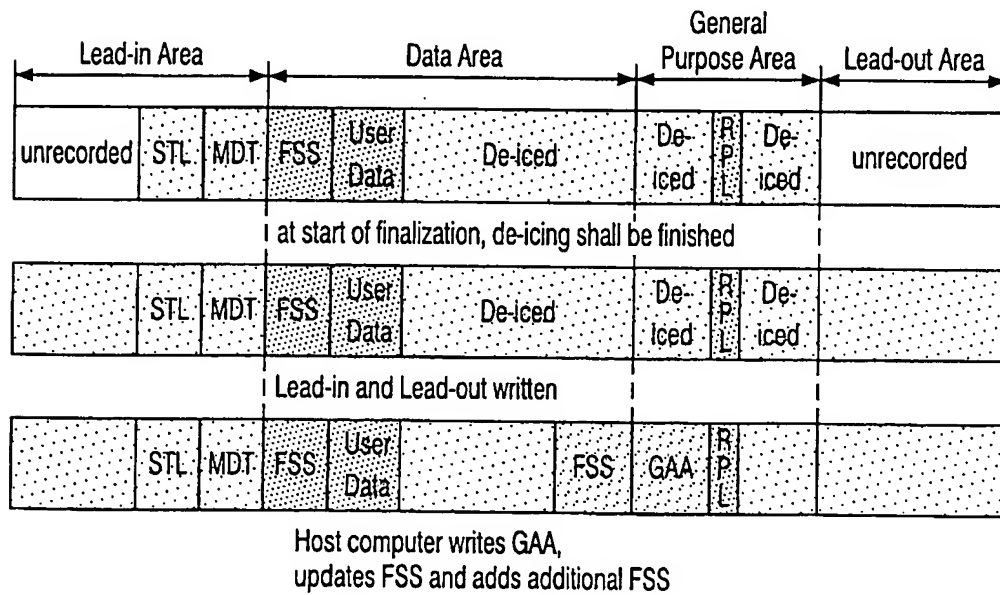 General
Lead-in Area Data Area Purpose Area Lead-out Area
unrecorded STL MDT FSS User Data De-iced De-iced RPL De-iced unrecorded
at start of finalization, de-icing shall be finished
STL MDT FSS User Data De-iced De-iced RPL De-iced
Lead-in and Lead-out written
STL MDT FSS User Data FSS GAA RPL
Host computer writes GAA,
updates FSS and adds additional FSS